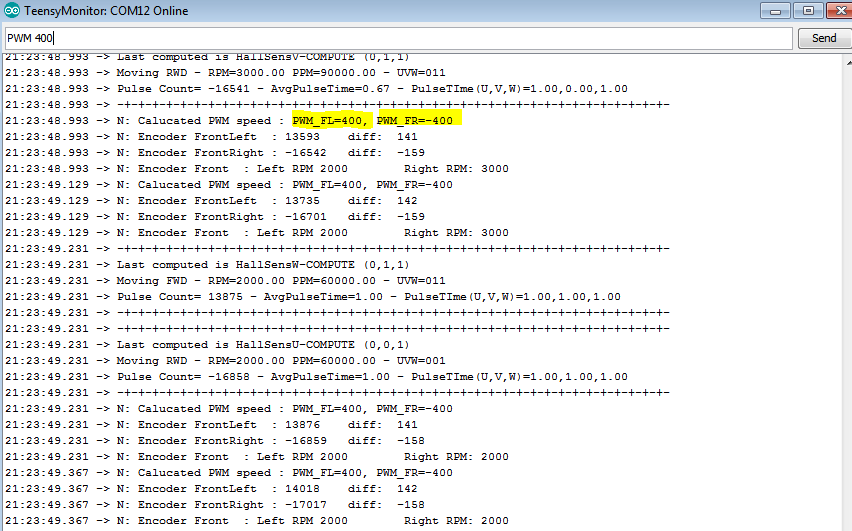 TeensyMonitor: COM12 Online
PWM 400
Send
21:23:48.993 -> Last computed is HallSensV-COMPUTE (0,1,1)
21:23:48.993 -> Moving RWD - RPM=3000.00 PPM=90000.00 - UVW=011
21:23:48.993 -> Pulse Count= -16541 - AvgPulseTime=0.67 - PulseTIme(U,V,W)=1.00,0.00,1.00
21:23:48.993 -> -+-+-+-+-+-+-+-+-+-+-+-+-+-+-+-+-+-+-+-+-+-+-+-+-+-+-+-+-+-+-+-+-+-+-+-+-+-+-+-
21:23:48.993 -> N: Calucated PWM speed : PWM_FL=400, PWM_FR=-400
21:23:48.993 -> N: Encoder FrontLeft  : 13593    diff:  141
21:23:48.993 -> N: Encoder FrontRight : -16542   diff:  -159
21:23:48.993 -> N: Encoder Front  : Left RPM 2000        Right RPM: 3000
21:23:49.129 -> N: Calucated PWM speed : PWM_FL=400, PWM_FR=-400
21:23:49.129 -> N: Encoder FrontLeft  : 13735    diff:  142
21:23:49.129 -> N: Encoder FrontRight : -16701   diff:  -159
21:23:49.129 -> N: Encoder Front  : Left RPM 2000        Right RPM: 3000
21:23:49.231 -> -+-+-+-+-+-+-+-+-+-+-+-+-+-+-+-+-+-+-+-+-+-+-+-+-+-+-+-+-+-+-+-+-+-+-+-+-+-+-+-
21:23:49.231 -> Last computed is HallSensW-COMPUTE (0,1,1)
21:23:49.231 -> Moving FWD - RPM=2000.00 PPM=60000.00 - UVW=011
21:23:49.231 -> Pulse Count= 13875 - AvgPulseTime=1.00 - PulseTIme(U,V,W)=1.00,1.00,1.00
21:23:49.231 -> -+-+-+-+-+-+-+-+-+-+-+-+-+-+-+-+-+-+-+-+-+-+-+-+-+-+-+-+-+-+-+-+-+-+-+-+-+-+-+-
21:23:49.231 -> -+-+-+-+-+-+-+-+-+-+-+-+-+-+-+-+-+-+-+-+-+-+-+-+-+-+-+-+-+-+-+-+-+-+-+-+-+-+-+-
21:23:49.231 -> Last computed is HallSensU-COMPUTE (0,0,1)
21:23:49.231 -> Moving RWD - RPM=2000.00 PPM=60000.00 - UVW=001
21:23:49.231 -> Pulse Count= -16858 - AvgPulseTime=1.00 - PulseTIme(U,V,W)=1.00,1.00,1.00
21:23:49.231 -> -+-+-+-+-+-+-+-+-+-+-+-+-+-+-+-+-+-+-+-+-+-+-+-+-+-+-+-+-+-+-+-+-+-+-+-+-+-+-+-
21:23:49.231 -> N: Calucated PWM speed : PWM_FL=400, PWM_FR=-400
21:23:49.231 -> N: Encoder FrontLeft  : 13876    diff:  141
21:23:49.231 -> N: Encoder FrontRight : -16859   diff:  -158
21:23:49.231 -> N: Encoder Front  : Left RPM 2000        Right RPM: 2000
21:23:49.367 -> N: Calucated PWM speed : PWM_FL=400, PWM_FR=-400
21:23:49.367 -> N: Encoder FrontLeft  : 14018    diff:  142
21:23:49.367 -> N: Encoder FrontRight : -17017   diff:  -158
21:23:49.367 -> N: Encoder Front  : Left RPM 2000        Right RPM: 2000